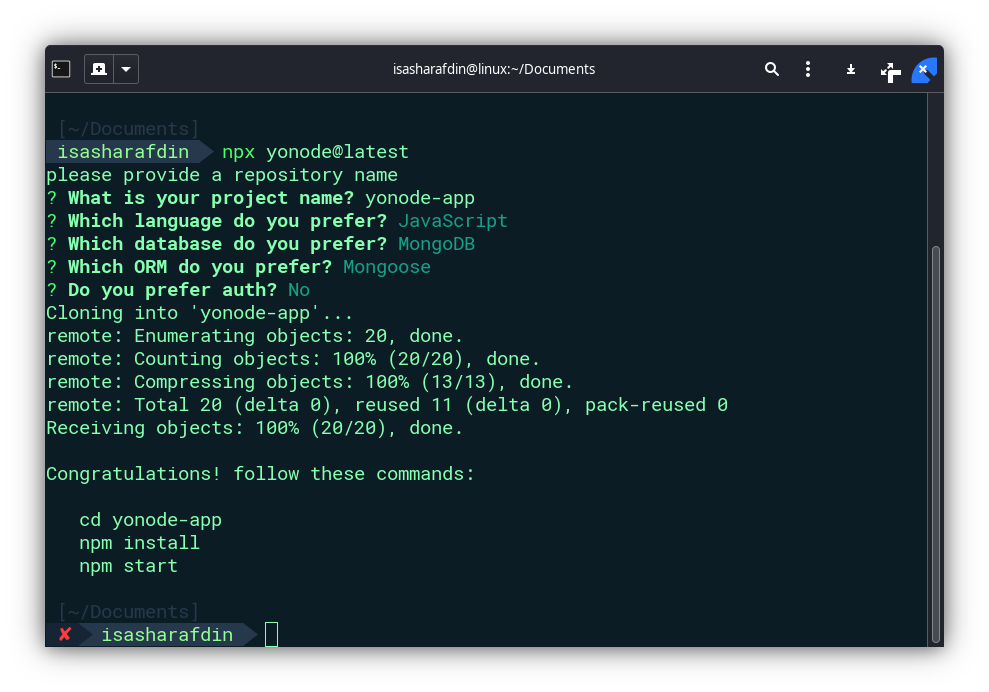 isasharafdin@linux:~/Documents
[~/Documents]
isasharafdin npx yonode@latest
please provide a repository name
? What is your project name? yonode-app
? Which language do you prefer? JavaScript
? Which database do you prefer? MongoDB
? Which ORM do you prefer? Mongoose
? Do you prefer auth? No
Cloning into 'yonode-app'...
remote: Enumerating objects: 20, done.
remote: Counting objects: 100% (20/20), done.
remote: Compressing objects: 100% (13/13), done.
remote: Total 20 (delta 0), reused 11 (delta 0), pack-reused 0
Receiving objects: 100% (20/20), done.
Congratulations! follow these commands:
cd yonode-app
npm install
npm start
[~/Documents]
✘ isasharafdin